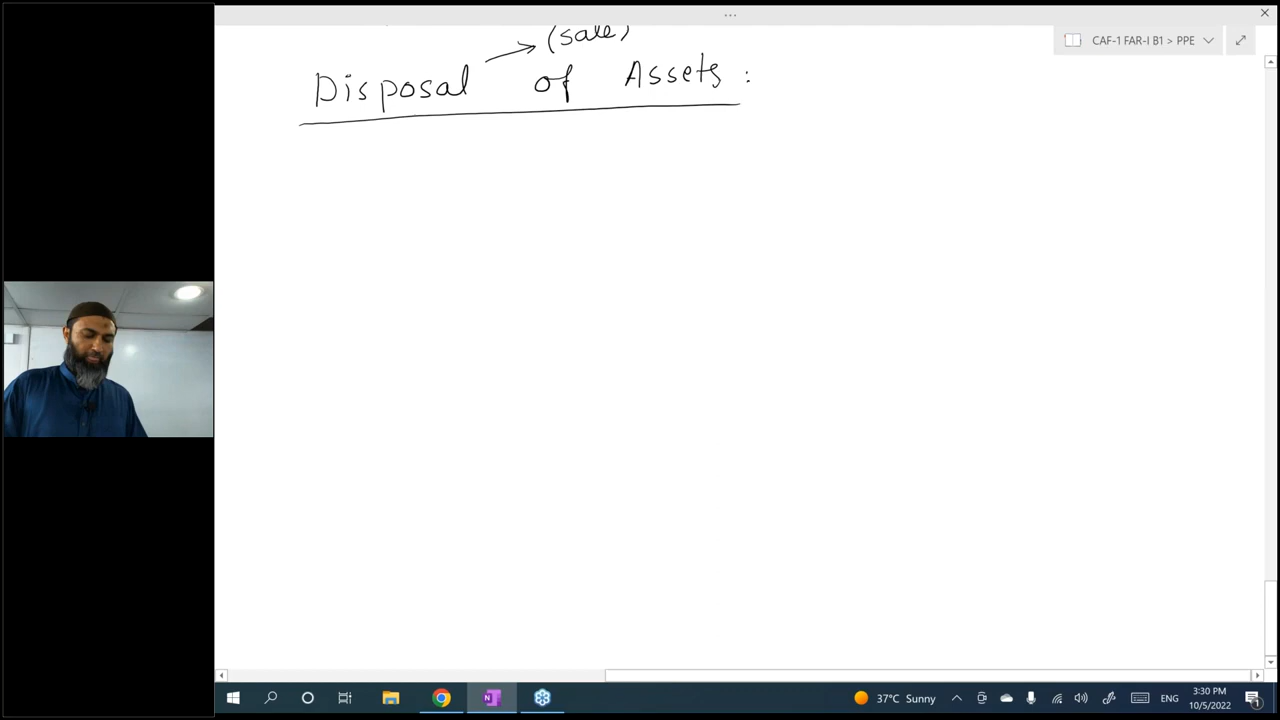 (sale)
Disposal of Assets :
CAF-1 FAR-I B1 > PPE
37°C Sunny
ENG
3:30 PM
10/5/2022